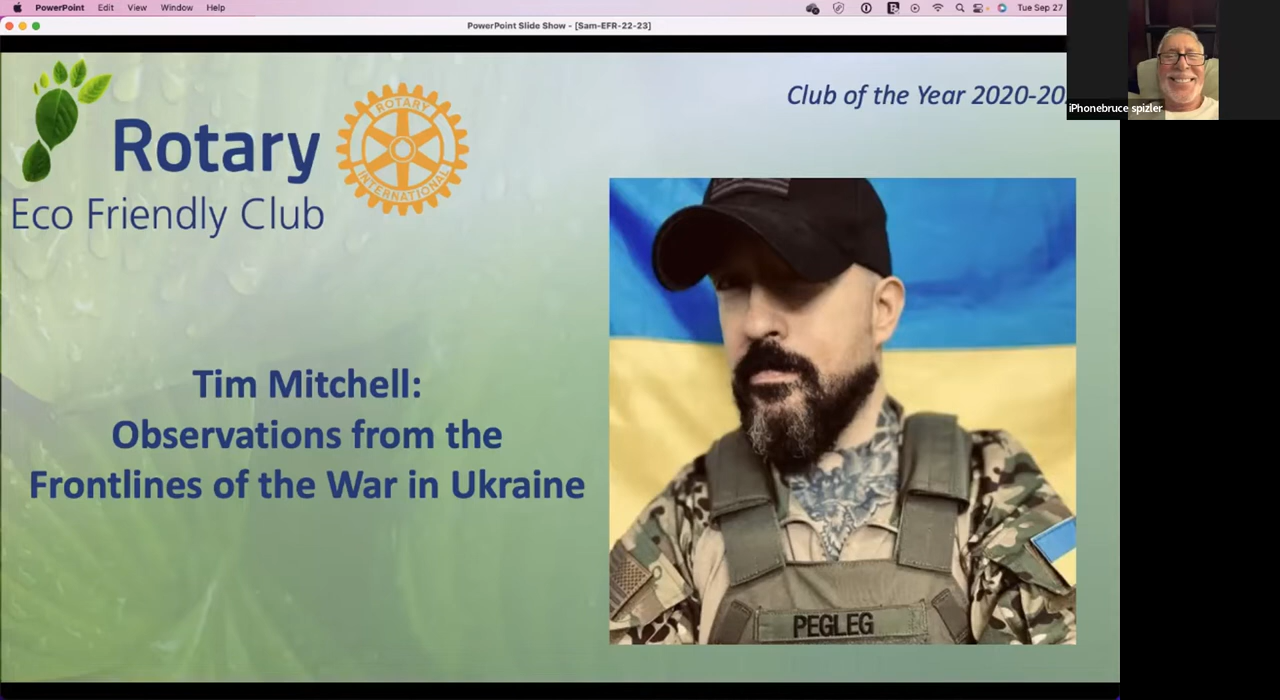 PowerPoint Edit View Window Help Tue Sep 27
PowerPoint Slide Show - [Sam-EFR-22-23]
iPhonebruce spizler
Club of the Year 2020-20
Rotary
Eco Friendly Club
ROTARY
INTERNATIONAL
Tim Mitchell:
Observations from the
Frontlines of the War in Ukraine
PEGLEG